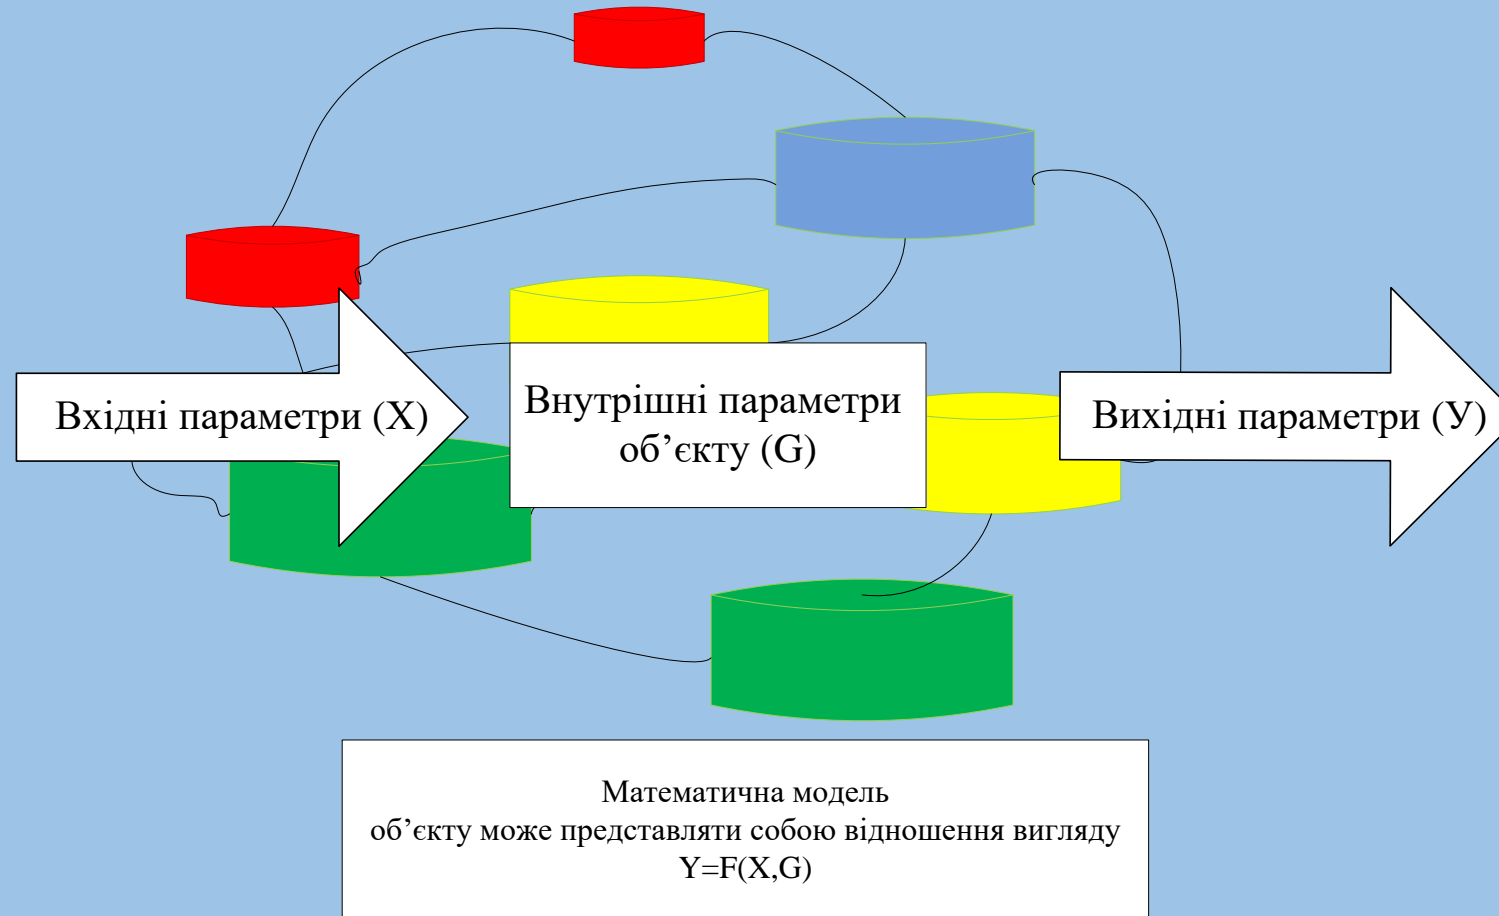 Вхідні параметри (X)
Внутрішні параметри
об’єкту (G)
Вихідні параметри (У)
Математична модель
об’єкту може представляти собою відношення вигляду
Y=F(X,G)